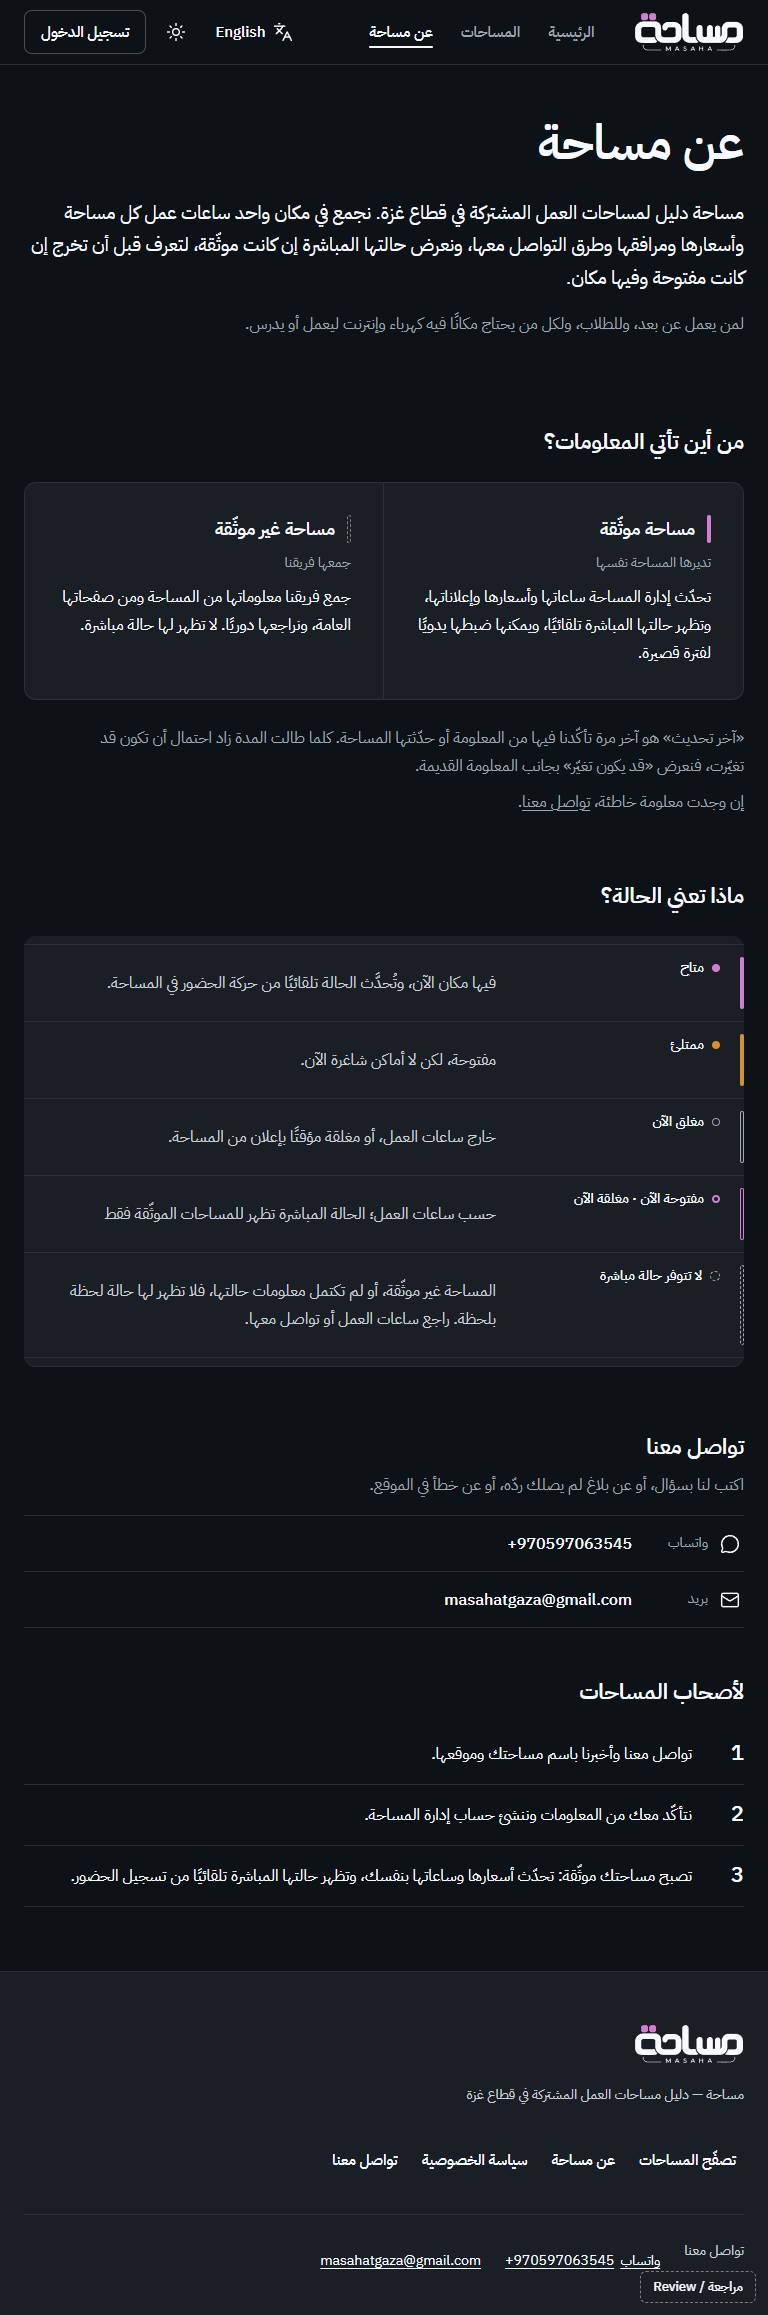 مساحة
MASAHA
الرئيسية
المساحات
عن مساحة
English
تسجيل الدخول
عن مساحة
مساحة دليل لمساحات العمل المشتركة في قطاع غزة. نجمع في مكان واحد ساعات عمل كل مساحة
وأسعارها ومرافقها وطرق التواصل معها، ونعرض حالتها المباشرة إن كانت موثّقة، لتعرف قبل أن تخرج إن
كانت مفتوحة وفيها مكان.
لمن يعمل عن بعد، وللطلاب، ولكل من يحتاج مكانًا فيه كهرباء وإنترنت ليعمل أو يدرس.
من أين تأتي المعلومات؟
مساحة موثّقة
تديرها المساحة نفسها
تحدّث إدارة المساحة ساعاتها وأسعارها وإعلاناتها،
وتظهر حالتها المباشرة تلقائيًا، ويمكنها ضبطها يدويًا
لفترة قصيرة.
مساحة غير موثّقة
جمعها فريقنا
جمع فريقنا معلوماتها من المساحة ومن صفحاتها
العامة، ونراجعها دوريًا. لا تظهر لها حالة مباشرة.
«آخر تحديث» هو آخر مرة تأكّدنا فيها من المعلومة أو حدّثتها المساحة. كلما طالت المدة زاد احتمال أن تكون قد
تغيّرت، فنعرض «قد يكون تغيّر» بجانب المعلومة القديمة.
إن وجدت معلومة خاطئة، تواصل معنا.
ماذا تعني الحالة؟
متاح
فيها مكان الآن، وتُحدَّث الحالة تلقائيًا من حركة الحضور في المساحة.
ممتلئ
مفتوحة، لكن لا أماكن شاغرة الآن.
مغلق الآن
خارج ساعات العمل، أو مغلقة مؤقتًا بإعلان من المساحة.
مفتوحة الآن · مغلقة الآن
حسب ساعات العمل؛ الحالة المباشرة تظهر للمساحات الموثّقة فقط
لا تتوفر حالة مباشرة
المساحة غير موثّقة، أو لم تكتمل معلومات حالتها، فلا تظهر لها حالة لحظة
بلحظة. راجع ساعات العمل أو تواصل معها.
تواصل معنا
اكتب لنا بسؤال، أو عن بلاغ لم يصلك ردّه، أو عن خطأ في الموقع.
واتساب
+970597063545
بريد
masahatgaza@gmail.com
لأصحاب المساحات
1 تواصل معنا وأخبرنا باسم مساحتك وموقعها.
2 نتأكّد معك من المعلومات وننشئ حساب إدارة المساحة.
3 تصبح مساحتك موثّقة: تحدّث أسعارها وساعاتها بنفسك، وتظهر حالتها المباشرة تلقائيًا من تسجيل الحضور.
مساحة
MASAHA
مساحة — دليل مساحات العمل المشتركة في قطاع غزة
تصفّح المساحات
عن مساحة
سياسة الخصوصية
تواصل معنا
تواصل معنا
واتساب +970597063545
masahatgaza@gmail.com
مراجعة / Review